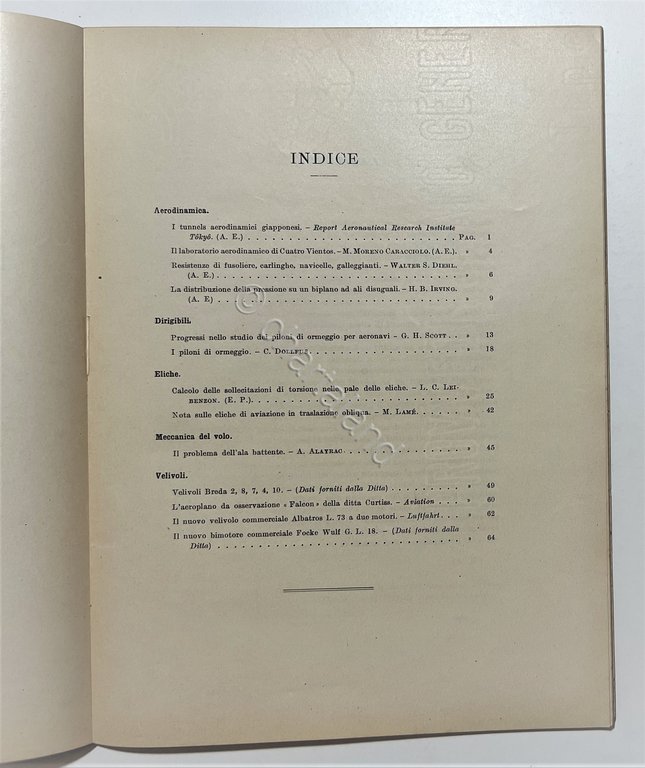 INDICE
Aerodinamica.
I tunnels aerodinamici giapponesi. – Report Aeronautical Research Institute
Tôkyô. (A. E.) . . . . . . . . . . . . . . . . . . . . . . . . . . . . PAG. 1
Il laboratorio aerodinamico di Cuatro Vientos. – M. MORENO CARACCIOLO. (A. E.). » 4
Resistenze di fusoliere, carlinghe, navicelle, galleggianti. – WALTER S. DIEHL.
(A. E.) . . . . . . . . . . . . . . . . . . . . . . . . . . . . » 6
La distribuzione della pressione su un biplano ad ali disuguali. – H. B. IRVING.
(A. E) . . . . . . . . . . . . . . . . . . . . . . . . . . . . » 9
Dirigibili.
Progressi nello studio dei piloni di ormeggio per aeronavi – G. H. SCOTT . . » 13
I piloni di ormeggio. – C. DOLLFUS . . . . . . . . . . . . . . . . » 18
Eliche.
Calcolo delle sollecitazioni di torsione nelle pale delle eliche. – L. C. LEI-
BENZON. (E. P.) . . . . . . . . . . . . . . . . . . . . . . . . » 25
Nota sulle eliche di aviazione in traslazione obliqua. – M. LAMÉ. . . . . . . » 42
Meccanica del volo.
Il problema dell'ala battente. – A. ALAYRAC . . . . . . . . . . . . . » 45
Velivoli.
Velivoli Breda 2, 8, 7, 4, 10. – (Dati forniti dalla Ditta) . . . . . . . . . » 49
L'aeroplano da osservazione « Falcon » della ditta Curtiss. – Aviation . . . . » 60
Il nuovo velivolo commerciale Albatros L. 73 a due motori. – Luftfahrt . . . » 62
Il nuovo bimotore commerciale Focke Wulf G. L. 18. – (Dati forniti dalla
Ditta) . . . . . . . . . . . . . . . . . . . . . . . . . . . . » 64